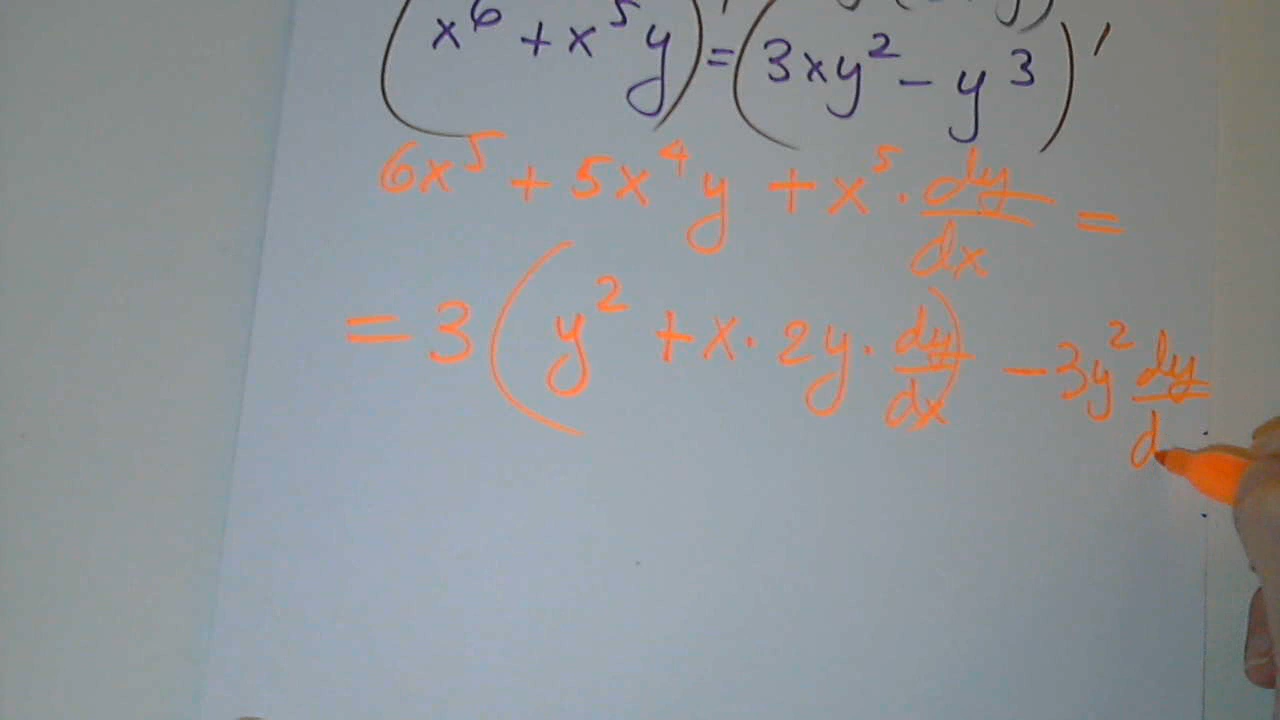 (x⁶ + x⁵y)' = (3xy² - y³)'
6x⁵ + 5x⁴y + x⁵ · dy/dx =
= 3(y² + x · 2y · dy/dx) - 3y² dy/d